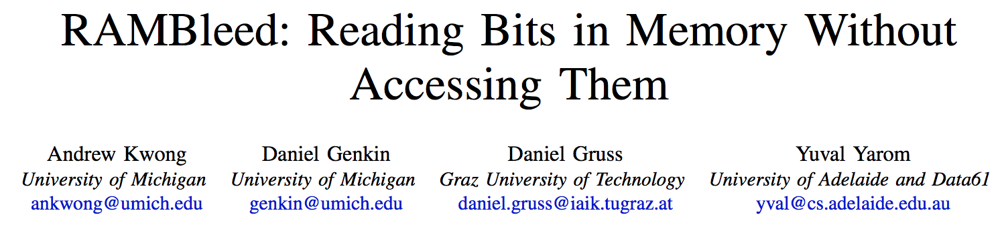 RAMBleed: Reading Bits in Memory Without
Accessing Them
Andrew Kwong
University of Michigan
ankwong@umich.edu
Daniel Genkin
University of Michigan
genkin@umich.edu
Daniel Gruss
Graz University of Technology
daniel.gruss@iaik.tugraz.at
Yuval Yarom
University of Adelaide and Data61
yval@cs.adelaide.edu.au